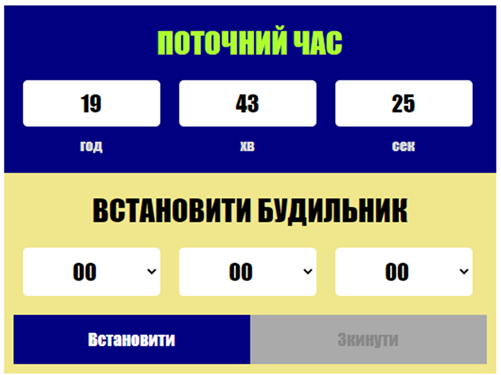 ПОТОЧНИЙ ЧАС
19 43 25
год хв сек
ВСТАНОВИТИ БУДИЛЬНИК
00 00 00
Встановити Зкинути